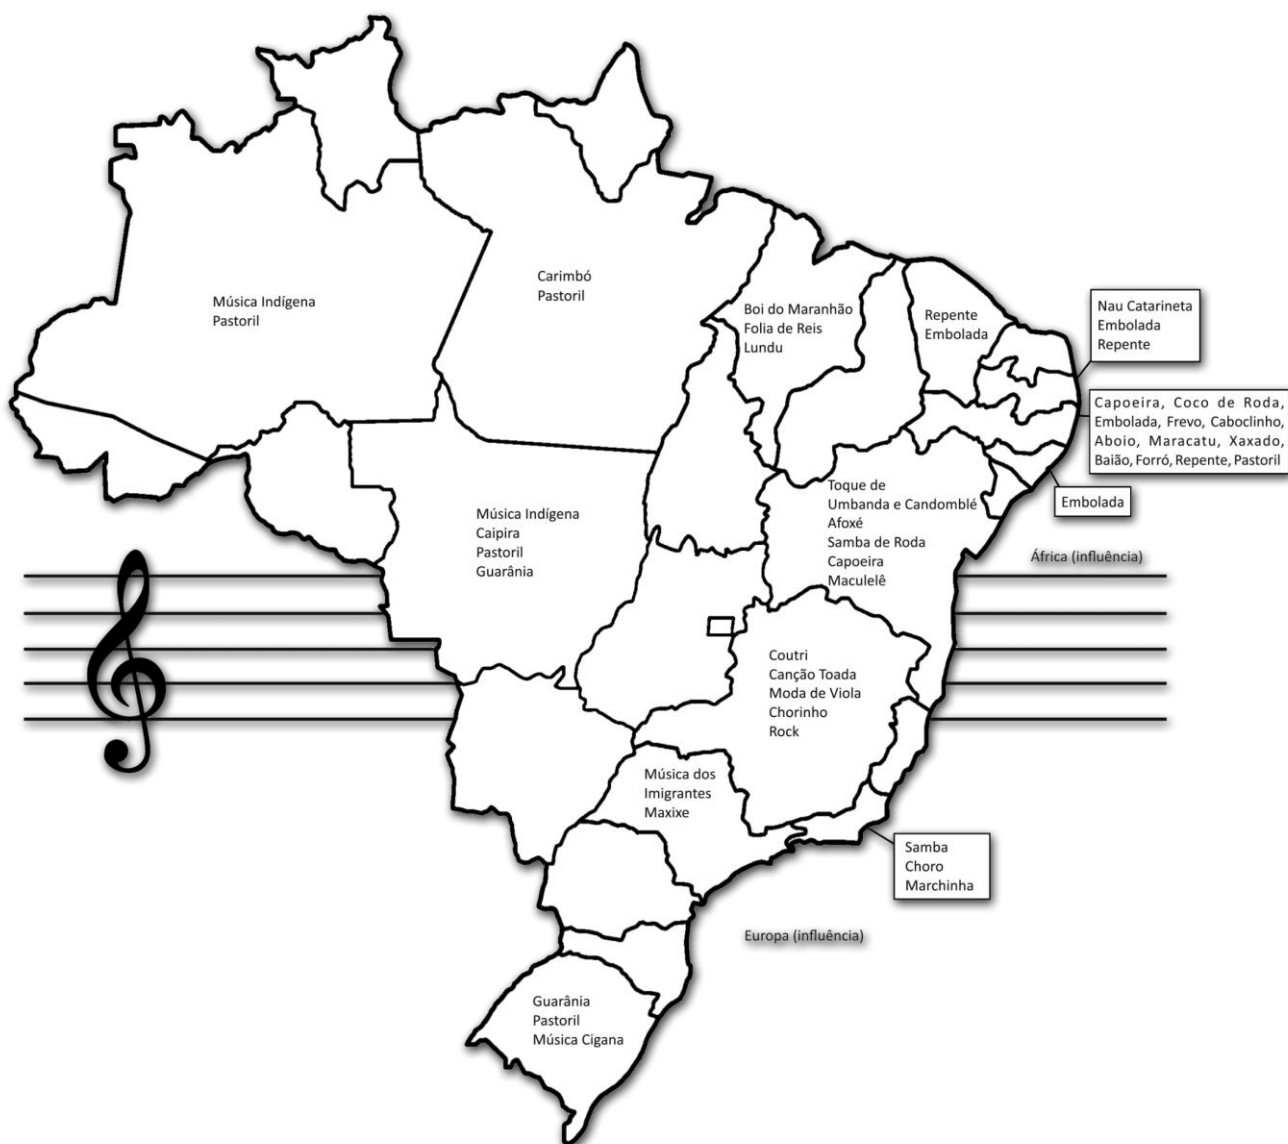 Carimbó
Pastoril
Música Indígena
Pastoril
Boi do Maranhão
Folia de Reis
Lundu
Repente
Embolada
Nau Catarineta
Embolada
Repente
Capoeira, Coco de Roda,
Embolada, Frevo, Caboclinho,
Aboio, Maracatu, Xaxado,
Baião, Forró, Repente, Pastoril
Embolada
Toque de
Umbanda e Candomblé
Afoxé
Samba de Roda
Capoeira
Maculelê
Música Indígena
Caipira
Pastoril
Guarânia
África (influência)
Coutri
Canção Toada
Moda de Viola
Chorinho
Rock
Música dos
Imigrantes
Maxixe
Samba
Choro
Marchinha
Europa (influência)
Guarânia
Pastoril
Música Cigana